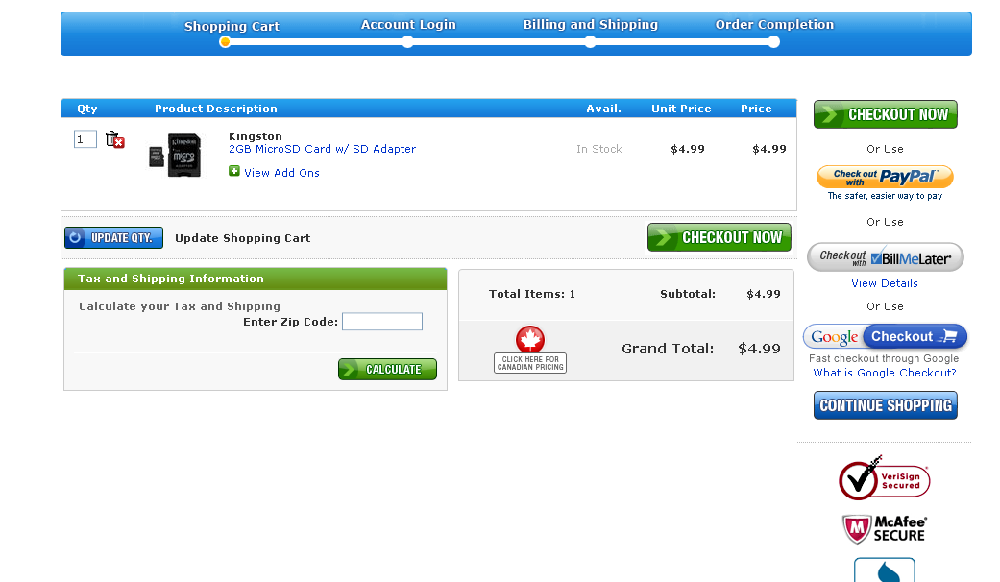 Shopping Cart
Account Login
Billing and Shipping
Order Completion
Qty
Product Description
Avail.
Unit Price
Price
1
Kingston
2GB MicroSD Card w/ SD Adapter
In Stock
$4.99
$4.99
View Add Ons
UPDATE QTY.
Update Shopping Cart
CHECKOUT NOW
Tax and Shipping Information
Calculate your Tax and Shipping
Enter Zip Code:
CALCULATE
Total Items: 1
Subtotal:
$4.99
CLICK HERE FOR
CANADIAN PRICING
Grand Total:
$4.99
CHECKOUT NOW
Or Use
Check out
with PayPal
The safer, easier way to pay
Or Use
Checkout
with BillMeLater
View Details
Or Use
Google Checkout
Fast checkout through Google
What is Google Checkout?
CONTINUE SHOPPING
VeriSign
Secured
McAfee
SECURE